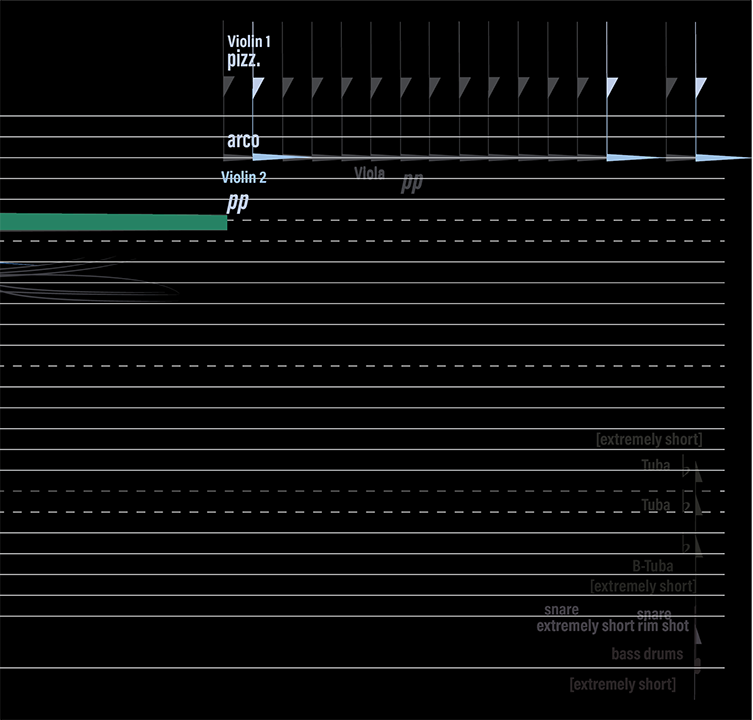 Violin 1
pizz.
arco
Violin 2
Viola
pp
pp
[extremely short]
Tuba
♭
Tuba
♭
♭
B-Tuba
[extremely short]
snare
snare
extremely short rim shot
bass drums
[extremely short]